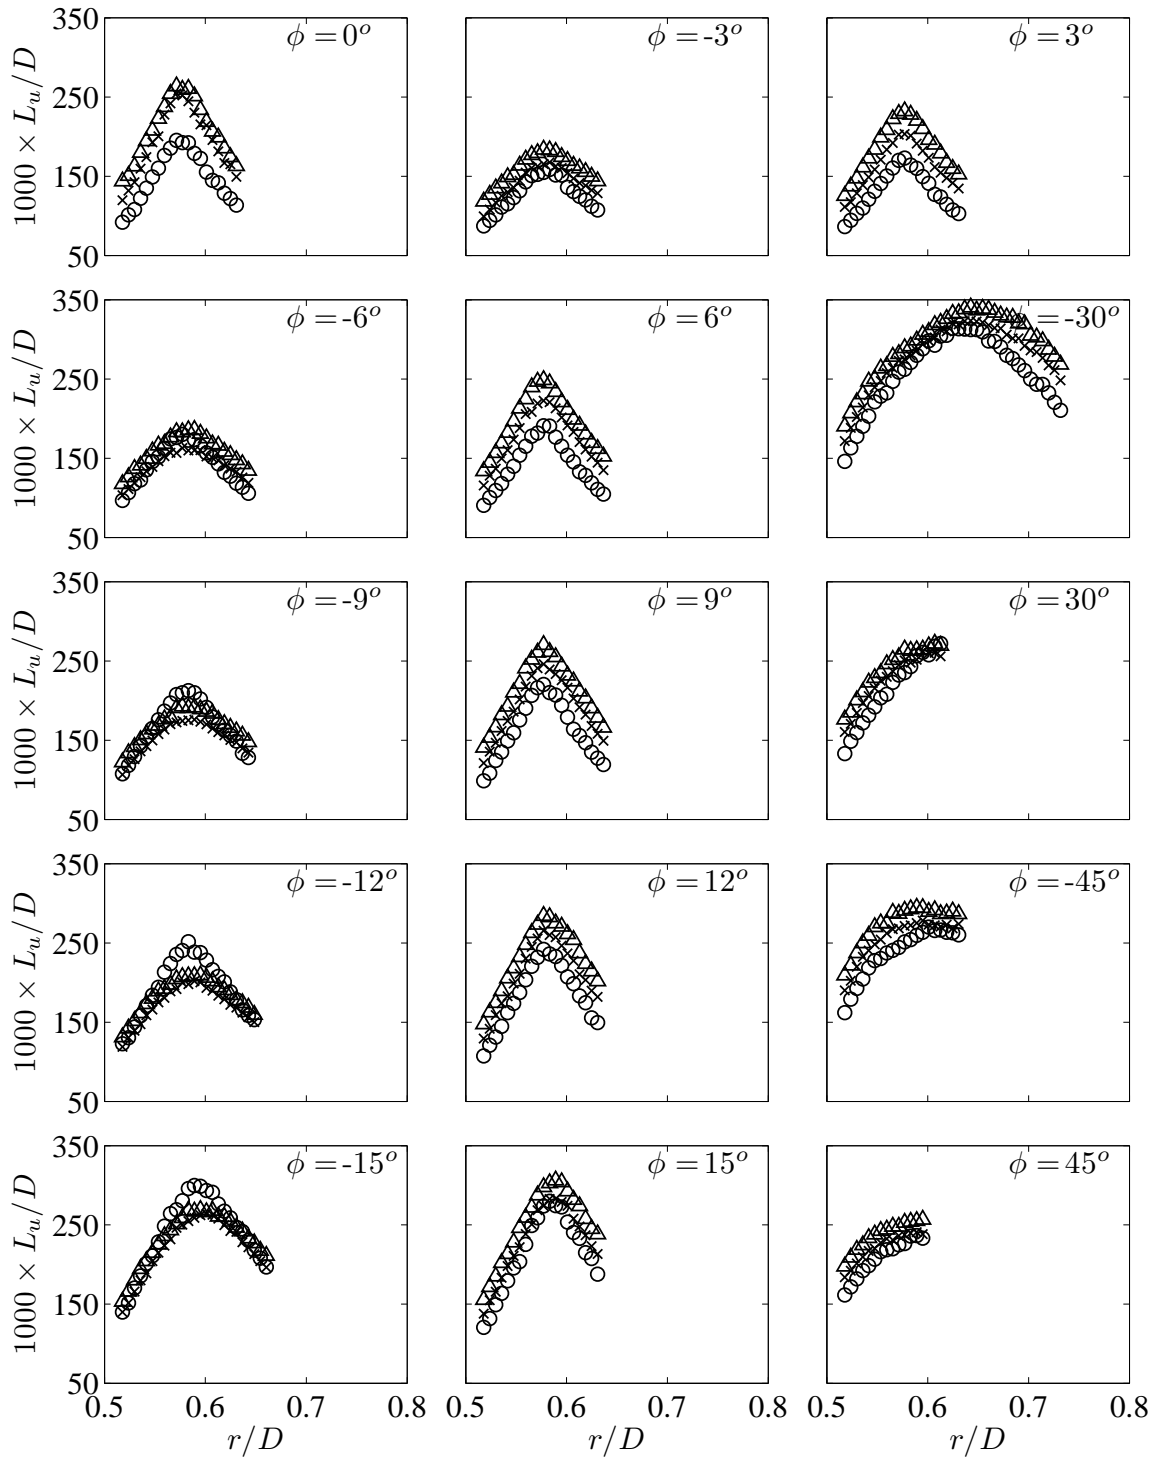 350 ϕ = 0° ϕ = -3° ϕ = 3°
250
150
50
1000 × L_u/D
350 ϕ = -6° ϕ = 6° ϕ = -30°
250
150
50
1000 × L_u/D
350 ϕ = -9° ϕ = 9° ϕ = 30°
250
150
50
1000 × L_u/D
350 ϕ = -12° ϕ = 12° ϕ = -45°
250
150
50
1000 × L_u/D
350 ϕ = -15° ϕ = 15° ϕ = 45°
250
150
50
1000 × L_u/D
0.5 0.6 0.7 0.8 0.5 0.6 0.7 0.8 0.5 0.6 0.7 0.8
r/D r/D r/D